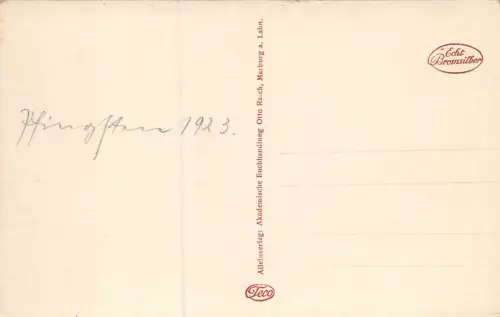 Pfingsten 1923.
Alleinverlag: Akademische Buchhandlung Otto Rasch, Marburg a. Lahn.
Teco
Echt
Bromsilber